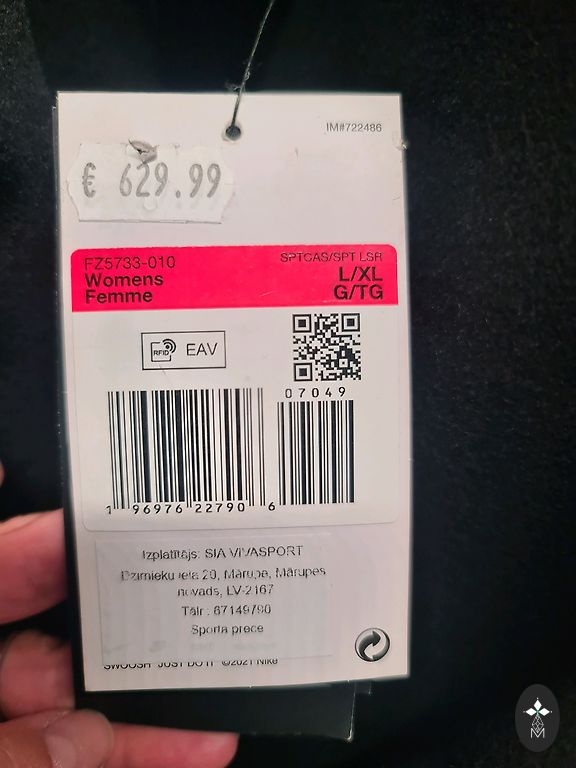 IM#722486
€ 629.99
FZ5733-010
SPTCAS/SPT LSR
Womens
L/XL
Femme
G/TG
RFID
EAV
07049
1 96976 22790 6
Izplatītājs: SIA VIVASPORT
Dzirnieku iela 20, Mārupe, Mārupes
novads, LV-2167
Tālr.: 67149790
Sporta prece
SWOOSH JUST DO IT ©2021 Nike
M